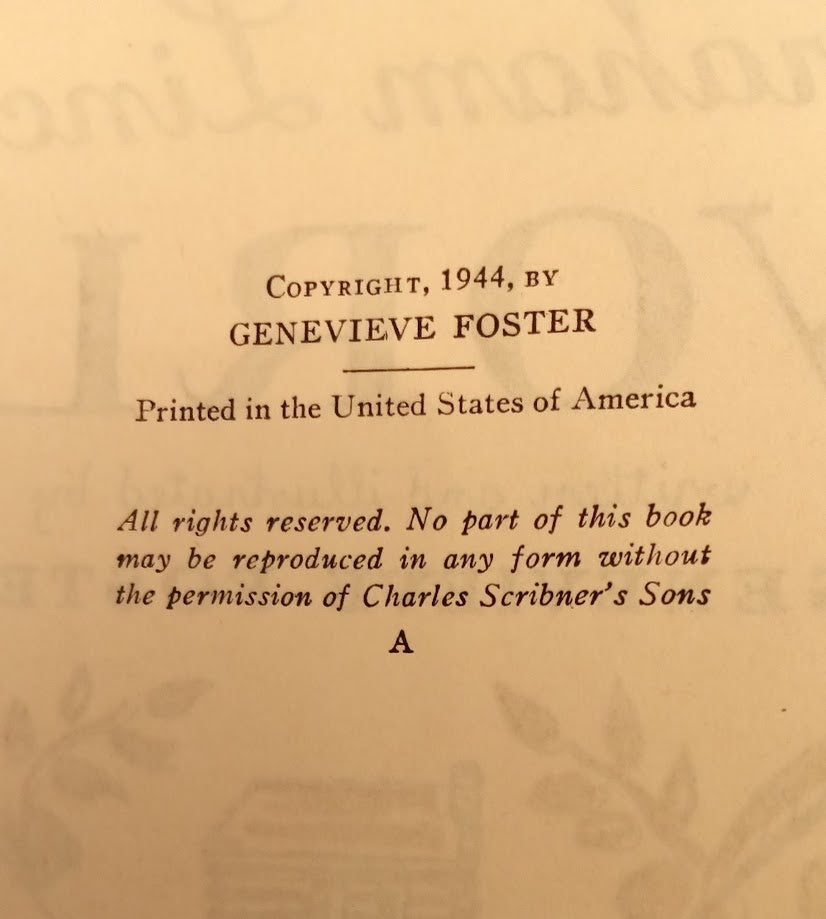 COPYRIGHT, 1944, BY
GENEVIEVE FOSTER
Printed in the United States of America
All rights reserved. No part of this book
may be reproduced in any form without
the permission of Charles Scribner's Sons
A